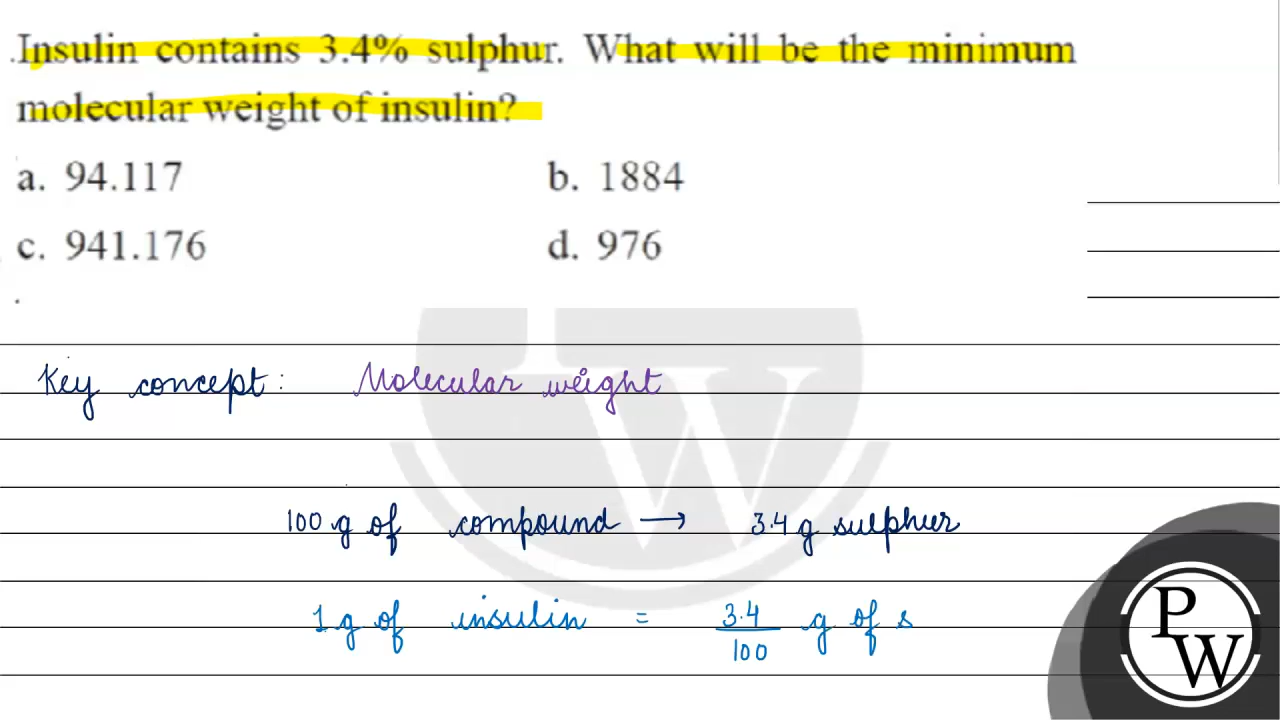 Insulin contains 3.4% sulphur. What will be the minimum
molecular weight of insulin?
a. 94.117 b. 1884
c. 941.176 d. 976
Key concept: Molecular weight
100 g of compound → 3.4 g sulphur
1 g of insulin = 3.4/100 g of s
PW